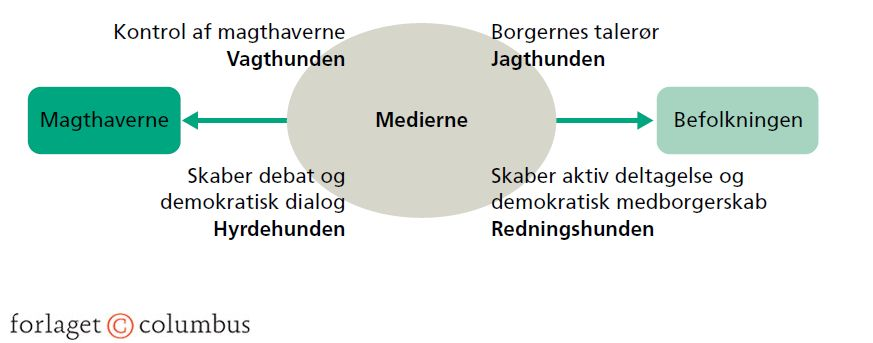 Kontrol af magthaverne
Vagthunden
Borgernes talerør
Jagthunden
Magthaverne
Medierne
Befolkningen
Skaber debat og
demokratisk dialog
Hyrdehunden
Skaber aktiv deltagelse og
demokratisk medborgerskab
Redningshunden
forlaget © columbus